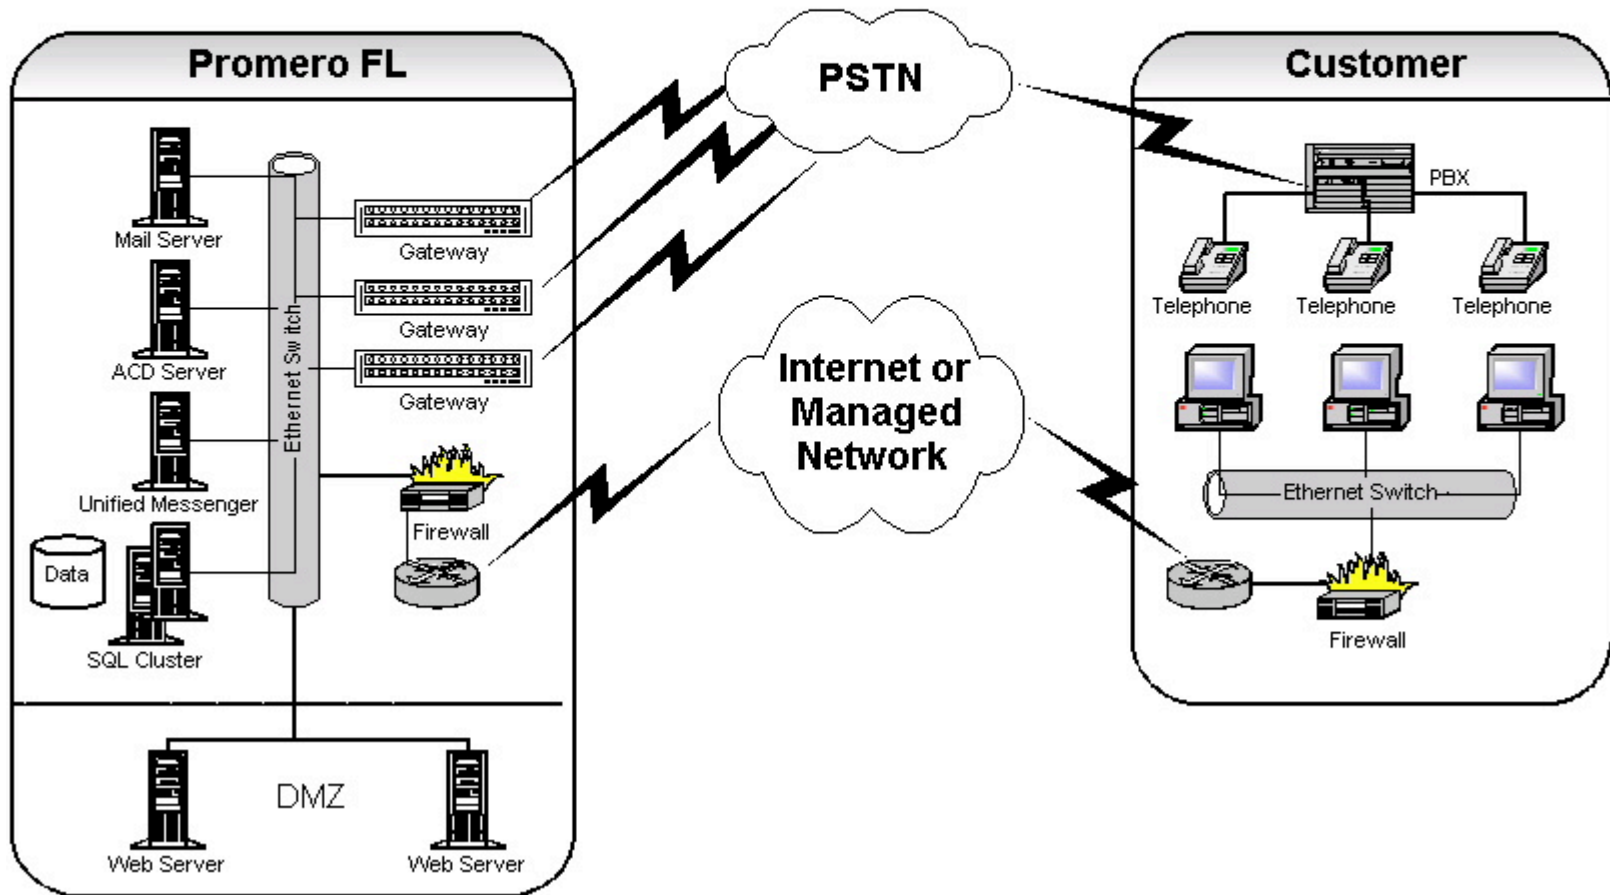 Promero FL
PSTN
Customer
PBX
Mail Server
Gateway
Telephone
Telephone
Telephone
Gateway
ACD Server
Ethernet Switch
Gateway
Internet or
Managed
Network
Unified Messenger
Firewall
Ethernet Switch
Data
SQL Cluster
Firewall
DMZ
Web Server
Web Server